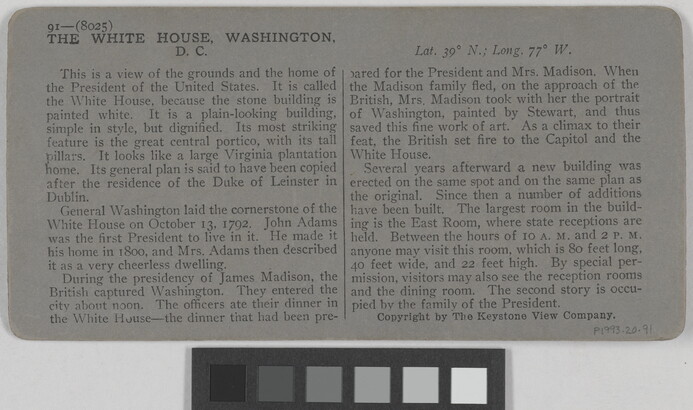 91—(8025)
THE WHITE HOUSE, WASHINGTON,
D. C.
Lat. 39° N.; Long. 77° W.
This is a view of the grounds and the home of
the President of the United States. It is called
the White House, because the stone building is
painted white. It is a plain-looking building,
simple in style, but dignified. Its most striking
feature is the great central portico, with its tall
pillars. It looks like a large Virginia plantation
home. Its general plan is said to have been copied
after the residence of the Duke of Leinster in
Dublin.
General Washington laid the cornerstone of the
White House on October 13, 1792. John Adams
was the first President to live in it. He made it
his home in 1800, and Mrs. Adams then described
it as a very cheerless dwelling.
During the presidency of James Madison, the
British captured Washington. They entered the
city about noon. The officers ate their dinner in
the White House—the dinner that had been pre-
pared for the President and Mrs. Madison. When
the Madison family fled, on the approach of the
British, Mrs. Madison took with her the portrait
of Washington, painted by Stewart, and thus
saved this fine work of art. As a climax to their
feat, the British set fire to the Capitol and the
White House.
Several years afterward a new building was
erected on the same spot and on the same plan as
the original. Since then a number of additions
have been built. The largest room in the build-
ing is the East Room, where state receptions are
held. Between the hours of 10 A. M. and 2 P. M.
anyone may visit this room, which is 80 feet long,
40 feet wide, and 22 feet high. By special per-
mission, visitors may also see the reception rooms
and the dining room. The second story is occu-
pied by the family of the President.
Copyright by The Keystone View Company.
P1993.20.91